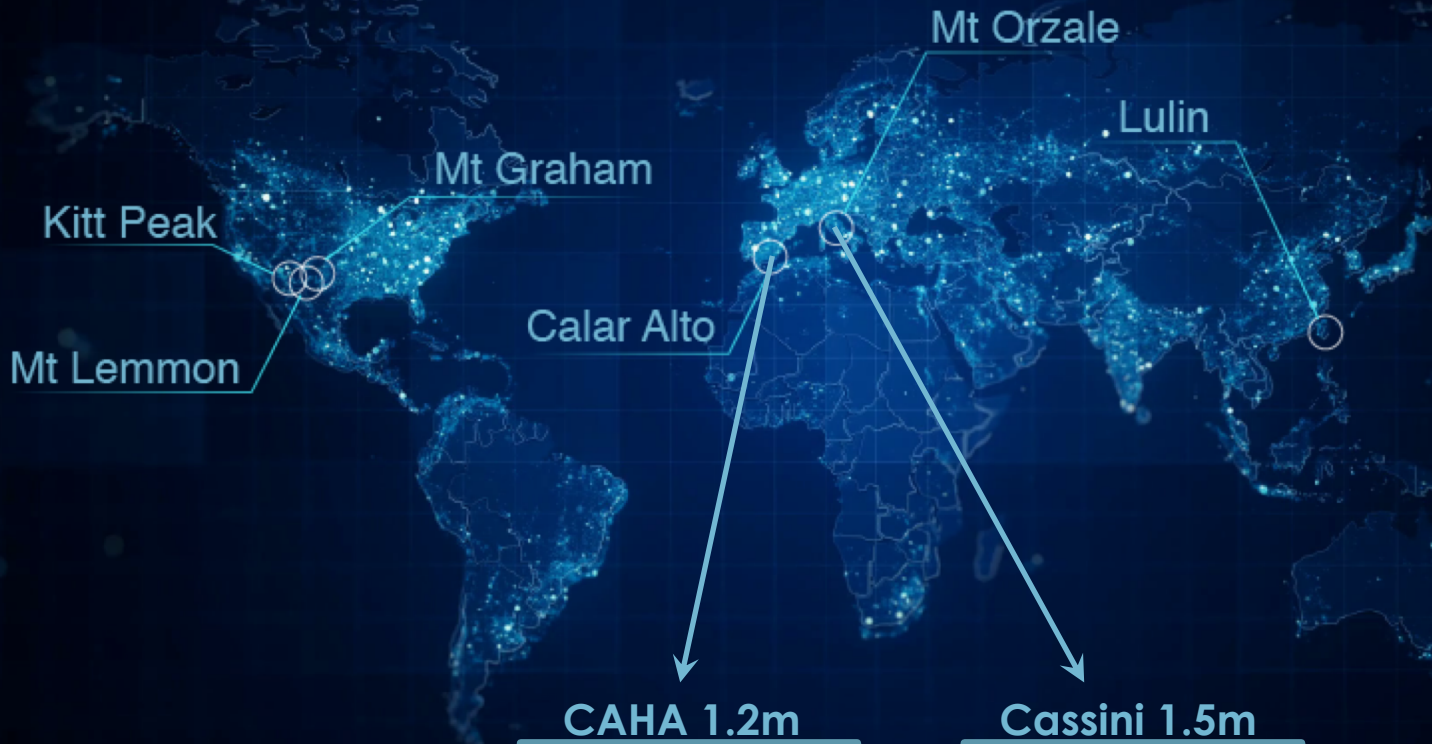 Mt Orzale
Lulin
Mt Graham
Kitt Peak
Calar Alto
Mt Lemmon
CAHA 1.2m
Cassini 1.5m